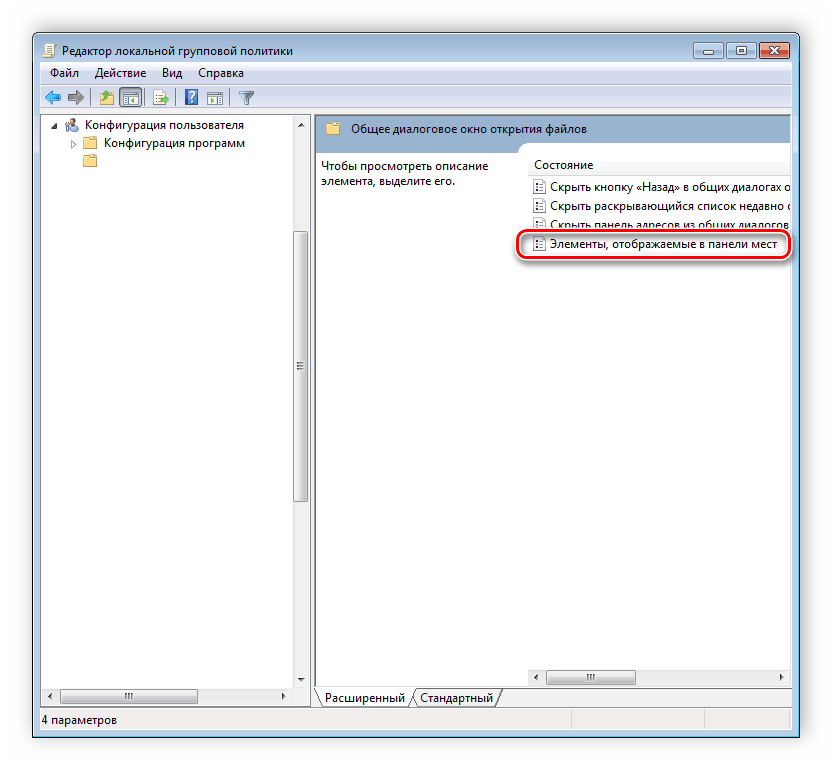 Редактор локальной групповой политики
Файл Действие Вид Справка
Конфигурация пользователя
Конфигурация программ
Общее диалоговое окно открытия файлов
Чтобы просмотреть описание
элемента, выделите его.
Состояние
Скрыть кнопку «Назад» в общих диалогах о
Скрыть раскрывающийся список недавно о
Скрыть панель адресов из общих диалогов
Элементы, отображаемые в панели мест
Расширенный Стандартный
4 параметров